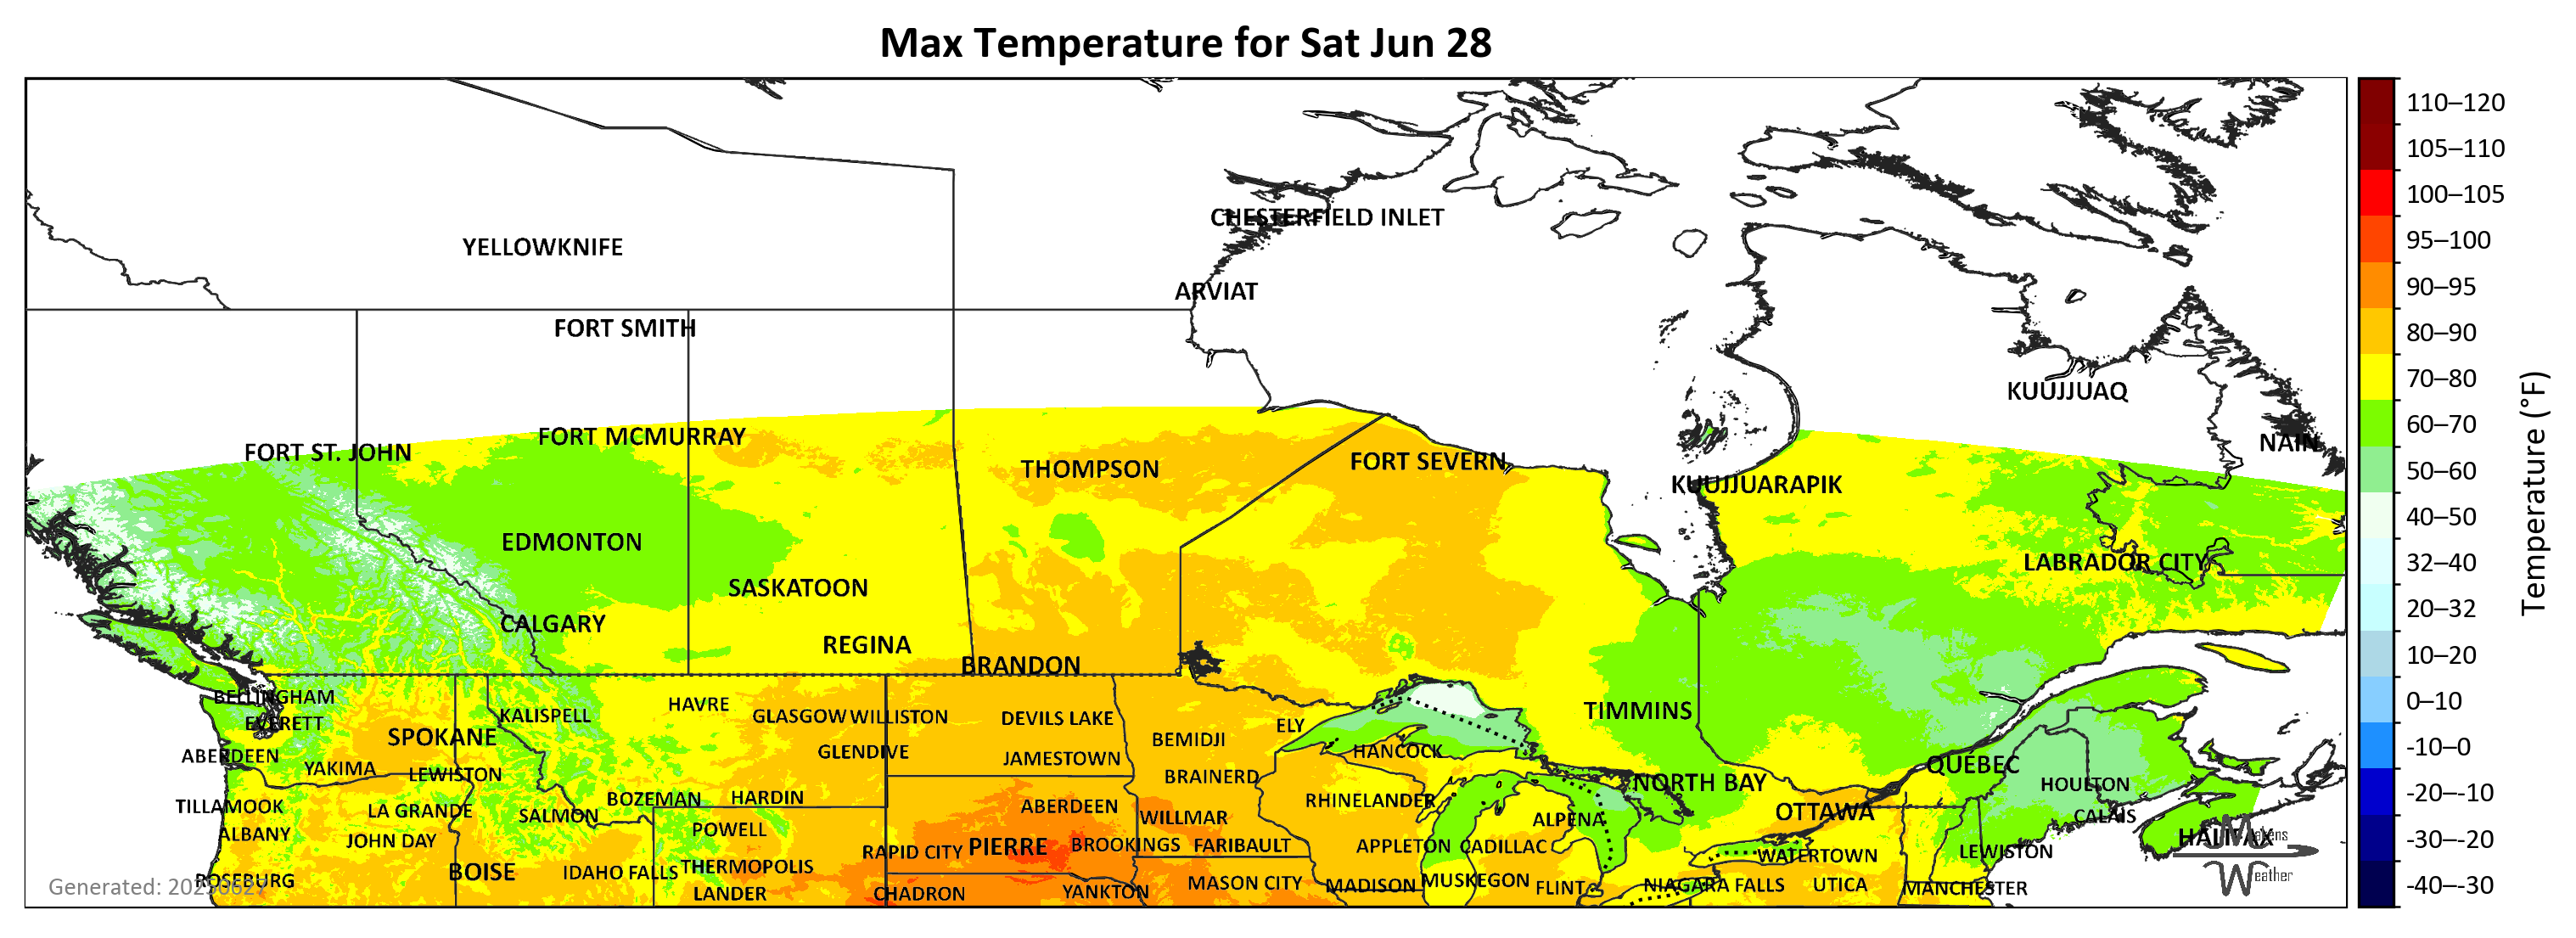 Max Temperature for Sat Jun 28
110–120
105–110
100–105
95–100
90–95
80–90
70–80
60–70
50–60
40–50
32–40
20–32
10–20
0–10
-10–0
-20–-10
-30–-20
-40–-30
Temperature (°F)
CHESTERFIELD INLET
YELLOWKNIFE
ARVIAT
FORT SMITH
KUUJJUAQ
FORT MCMURRAY
NAIN
FORT ST. JOHN
FORT SEVERN
THOMPSON
KUUJJUARAPIK
EDMONTON
LABRADOR CITY
SASKATOON
CALGARY
REGINA
BRANDON
BELLINGHAM
HAVRE
TIMMINS
KALISPELL
GLASGOW
WILLISTON
DEVILS LAKE
EVERETT
ELY
SPOKANE
BEMIDJI
GLENDIVE
HANCOCK
ABERDEEN
JAMESTOWN
QUÉBEC
YAKIMA
LEWISTON
BRAINERD
NORTH BAY
HOULTON
BOZEMAN
HARDIN
RHINELANDER
TILLAMOOK
ABERDEEN
LA GRANDE
OTTAWA
SALMON
WILLMAR
CALAIS
ALPENA
POWELL
ALBANY
HALIFAX
JOHN DAY
PIERRE
BROOKINGS
FARIBAULT
APPLETON
CADILLAC
RAPID CITY
LEWISTON
WATERTOWN
THERMOPOLIS
BOISE
IDAHO FALLS
ROSEBURG
MUSKEGON
MASON CITY
MADISON
FLINT
NIAGARA FALLS
UTICA
MANCHESTER
LANDER
CHADRON
YANKTON
Generated: 20250627
Makens
Weather